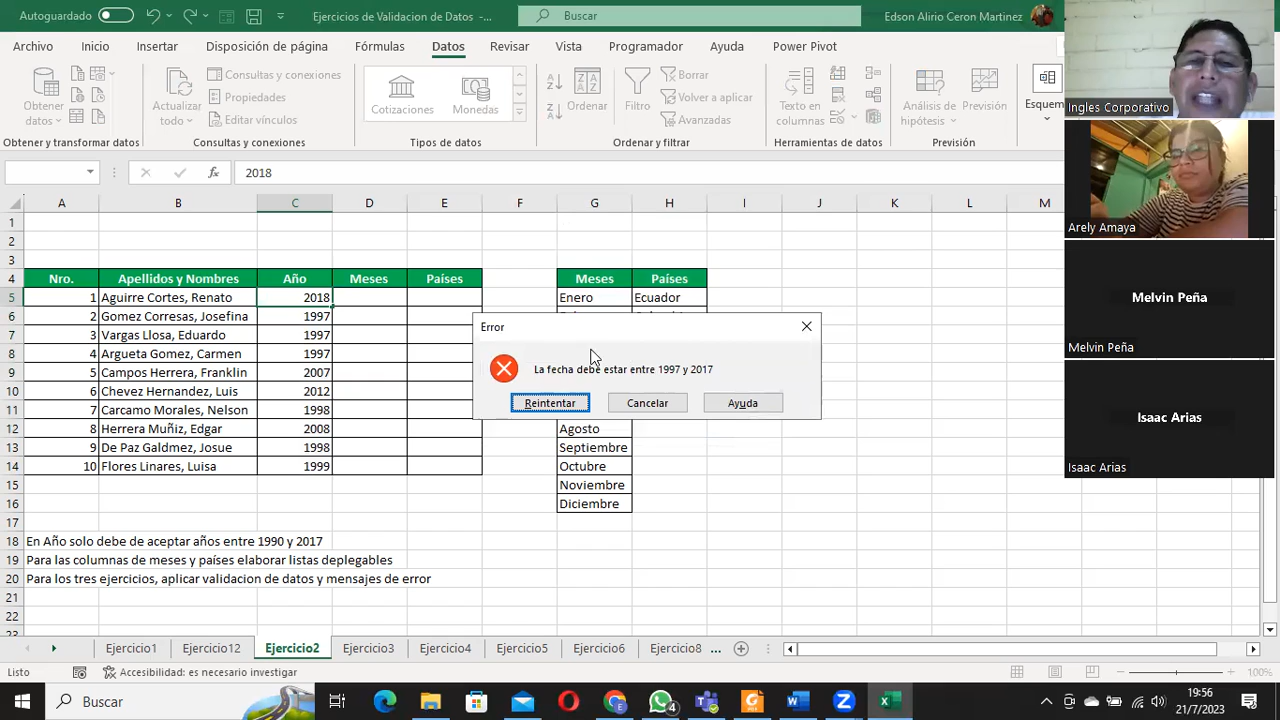 Autoguardado
Ejercicios de Validacion de Datos -...
Buscar
Edson Alirio Ceron Martinez
Archivo Inicio Insertar Disposición de página Fórmulas Datos Revisar Vista Programador Ayuda Power Pivot
Obtener datos
Consultas y conexiones
Propiedades
Editar vínculos
Actualizar todo
Cotizaciones
Monedas
Ordenar
Filtro
Borrar
Volver a aplicar
Avanzadas
Texto en columnas
Análisis de hipótesis
Previsión
Esquem
Obtener y transformar datos Consultas y conexiones Tipos de datos Ordenar y filtrar Herramientas de datos Previsión
fx 2018
A B C D E F G H I J K L M
1
2
3
4 Nro. Apellidos y Nombres Año Meses Países Meses Países
5 1 Aguirre Cortes, Renato 2018 Enero Ecuador
6 2 Gomez Corresas, Josefina 1997
7 3 Vargas Llosa, Eduardo 1997
8 4 Argueta Gomez, Carmen 1997
9 5 Campos Herrera, Franklin 2007
10 6 Chevez Hernandez, Luis 2012
11 7 Carcamo Morales, Nelson 1998
12 8 Herrera Muñiz, Edgar 2008 Agosto
13 9 De Paz Galdmez, Josue 1998 Septiembre
14 10 Flores Linares, Luisa 1999 Octubre
15 Noviembre
16 Diciembre
17
18 En Año solo debe de aceptar años entre 1990 y 2017
19 Para las columnas de meses y países elaborar listas deplegables
20 Para los tres ejercicios, aplicar validacion de datos y mensajes de error
21
22
23
Error
La fecha debe estar entre 1997 y 2017
Reintentar Cancelar Ayuda
Ingles Corporativo
Arely Amaya
Melvin Peña
Melvin Peña
Isaac Arias
Isaac Arias
Ejercicio1 Ejercicio12 Ejercicio2 Ejercicio3 Ejercicio4 Ejercicio5 Ejercicio6 Ejercicio8 ...
Listo
Accesibilidad: es necesario investigar
100%
Buscar
4
19:56
21/7/2023